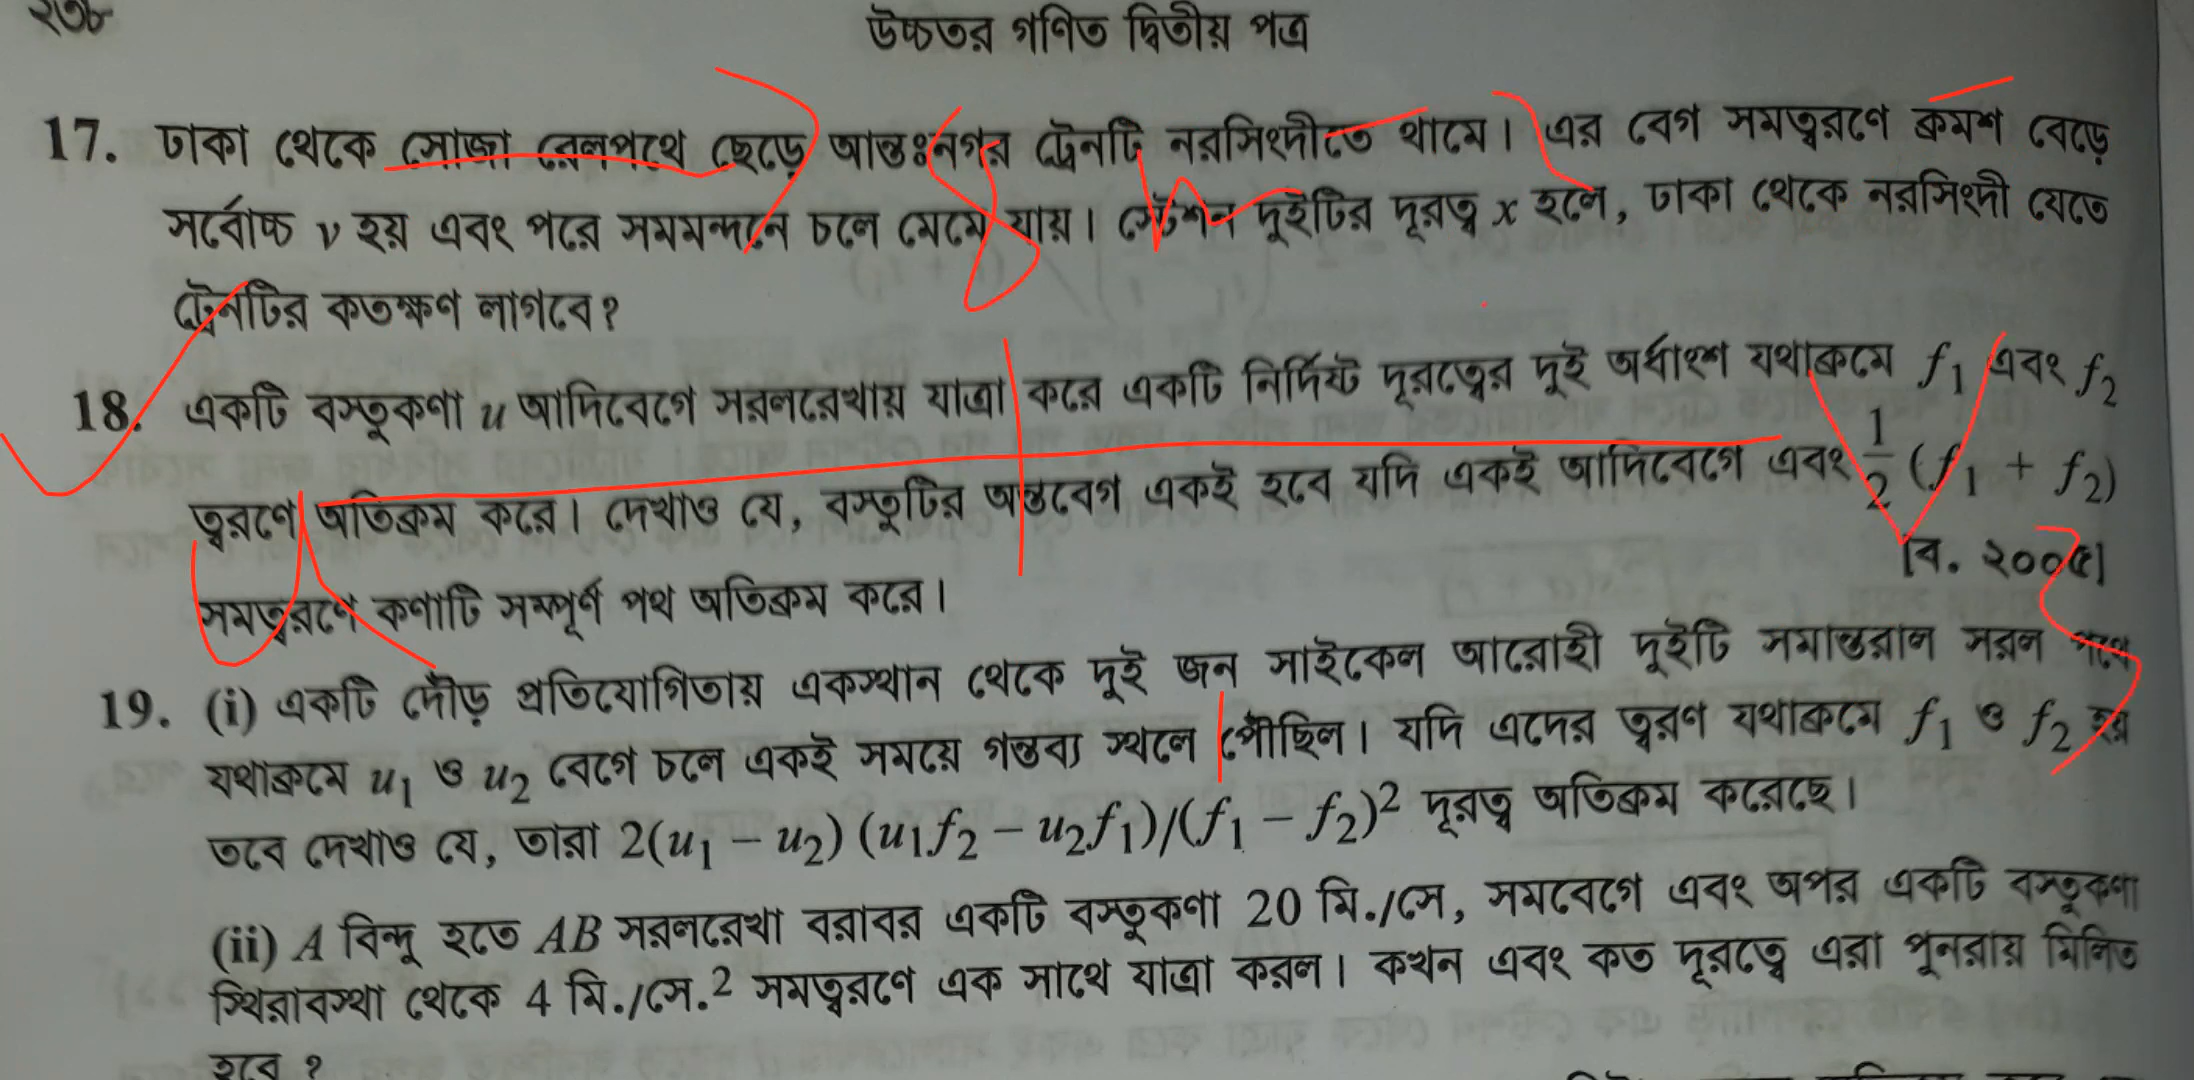 ২৩৮
উচ্চতর গণিত দ্বিতীয় পত্র
17. ঢাকা থেকে সোজা রেলপথে ছেড়ে আন্তঃনগর ট্রেনটি নরসিংদীতে থামে। এর বেগ সমত্বরণে ক্রমশ বেড়ে
সর্বোচ্চ v হয় এবং পরে সমমন্দনে চলে মেমে যায়। স্টেশন দুইটির দূরত্ব x হলে, ঢাকা থেকে নরসিংদী যেতে
ট্রেনটির কতক্ষণ লাগবে?
18. একটি বস্তুকণা u আদিবেগে সরলরেখায় যাত্রা করে একটি নির্দিষ্ট দূরত্বের দুই অর্ধাংশ যথাক্রমে f₁ এবং f₂
ত্বরণে অতিক্রম করে। দেখাও যে, বস্তুটির অন্তবেগ একই হবে যদি একই আদিবেগে এবং 1/2 (f₁ + f₂)
সমত্বরণে কণাটি সম্পূর্ণ পথ অতিক্রম করে। [ব. ২০০৫]
19. (i) একটি দৌড় প্রতিযোগিতায় একস্থান থেকে দুই জন সাইকেল আরোহী দুইটি সমান্তরাল সরল পথে
যথাক্রমে u₁ ও u₂ বেগে চলে একই সময়ে গন্তব্য স্থলে পৌছিল। যদি এদের ত্বরণ যথাক্রমে f₁ ও f₂ হয়
তবে দেখাও যে, তারা 2(u₁ − u₂) (u₁f₂ − u₂f₁)/(f₁ − f₂)² দূরত্ব অতিক্রম করেছে।
(ii) A বিন্দু হতে AB সরলরেখা বরাবর একটি বস্তুকণা 20 মি./সে, সমবেগে এবং অপর একটি বস্তুকণা
স্থিরাবস্থা থেকে 4 মি./সে.² সমত্বরণে এক সাথে যাত্রা করল। কখন এবং কত দূরত্বে এরা পুনরায় মিলিত
হবে ?